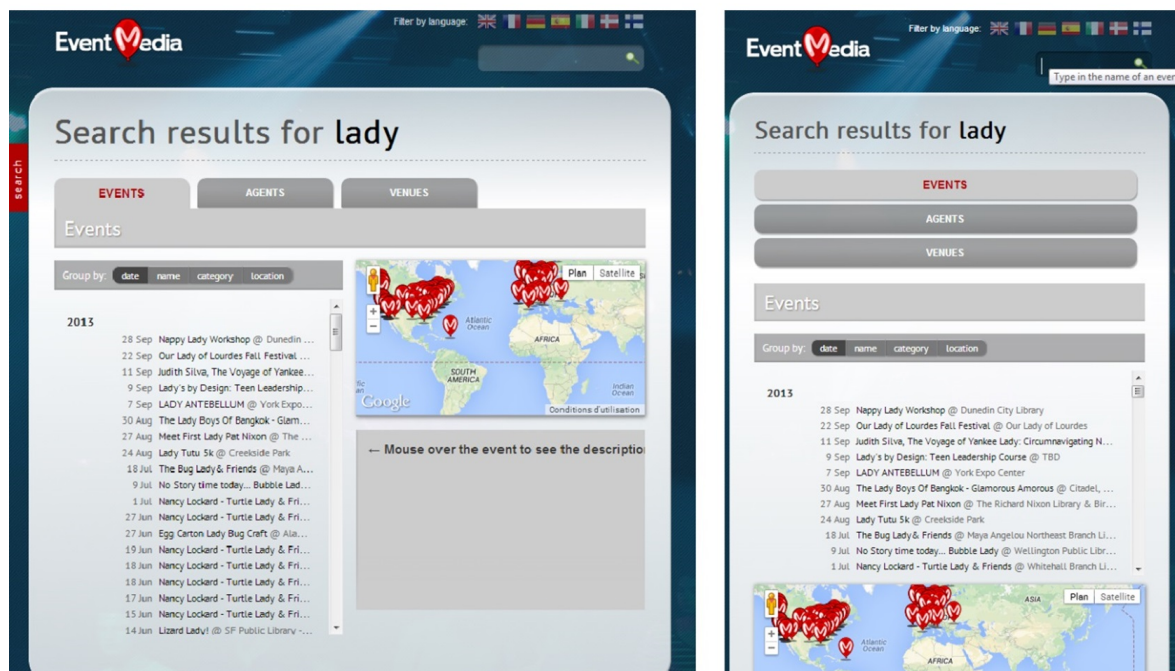 Event Media
Filter by language:
Search results for lady
search
EVENTS
AGENTS
VENUES
Events
Group by: date name category location
2013
28 Sep Nappy Lady Workshop @ Dunedin ...
22 Sep Our Lady of Lourdes Fall Festival ...
11 Sep Judith Silva, The Voyage of Yankee...
9 Sep Lady's by Design: Teen Leadership...
7 Sep LADY ANTEBELLUM @ York Expo...
30 Aug The Lady Boys Of Bangkok - Glam...
27 Aug Meet First Lady Pat Nixon @ The ...
24 Aug Lady Tutu 5k @ Creekside Park
18 Jul The Bug Lady & Friends @ Maya A...
9 Jul No Story time today... Bubble Lad...
1 Jul Nancy Lockard - Turtle Lady & Fri...
27 Jun Nancy Lockard - Turtle Lady & Fri...
27 Jun Egg Carton Lady Bug Craft @ Ala...
19 Jun Nancy Lockard - Turtle Lady & Fri...
18 Jun Nancy Lockard - Turtle Lady & Fri...
18 Jun Nancy Lockard - Turtle Lady & Fri...
17 Jun Nancy Lockard - Turtle Lady & Fri...
15 Jun Nancy Lockard - Turtle Lady & Fri...
14 Jun Lizard Lady! @ SF Public Library -...
Plan Satellite
Atlantic
Ocean
AFRICA
SOUTH
AMERICA
Indian
Ocean
Google
Conditions d'utilisation
← Mouse over the event to see the descriptio
Event Media
Filter by language:
Type in the name of an even
Search results for lady
EVENTS
AGENTS
VENUES
Events
Group by: date name category location
2013
28 Sep Nappy Lady Workshop @ Dunedin City Library
22 Sep Our Lady of Lourdes Fall Festival @ Our Lady of Lourdes
11 Sep Judith Silva, The Voyage of Yankee Lady: Circumnavigating N...
9 Sep Lady's by Design: Teen Leadership Course @ TBD
7 Sep LADY ANTEBELLUM @ York Expo Center
30 Aug The Lady Boys Of Bangkok - Glamorous Amorous @ Citadel, ...
27 Aug Meet First Lady Pat Nixon @ The Richard Nixon Library & Bir...
24 Aug Lady Tutu 5k @ Creekside Park
18 Jul The Bug Lady & Friends @ Maya Angelou Northeast Branch Li...
9 Jul No Story time today... Bubble Lady @ Wellington Public Libr...
1 Jul Nancy Lockard - Turtle Lady & Friends @ Whitehall Branch Li...
ASIA
Plan Satellite
Atlantic
Ocean
AFRICA